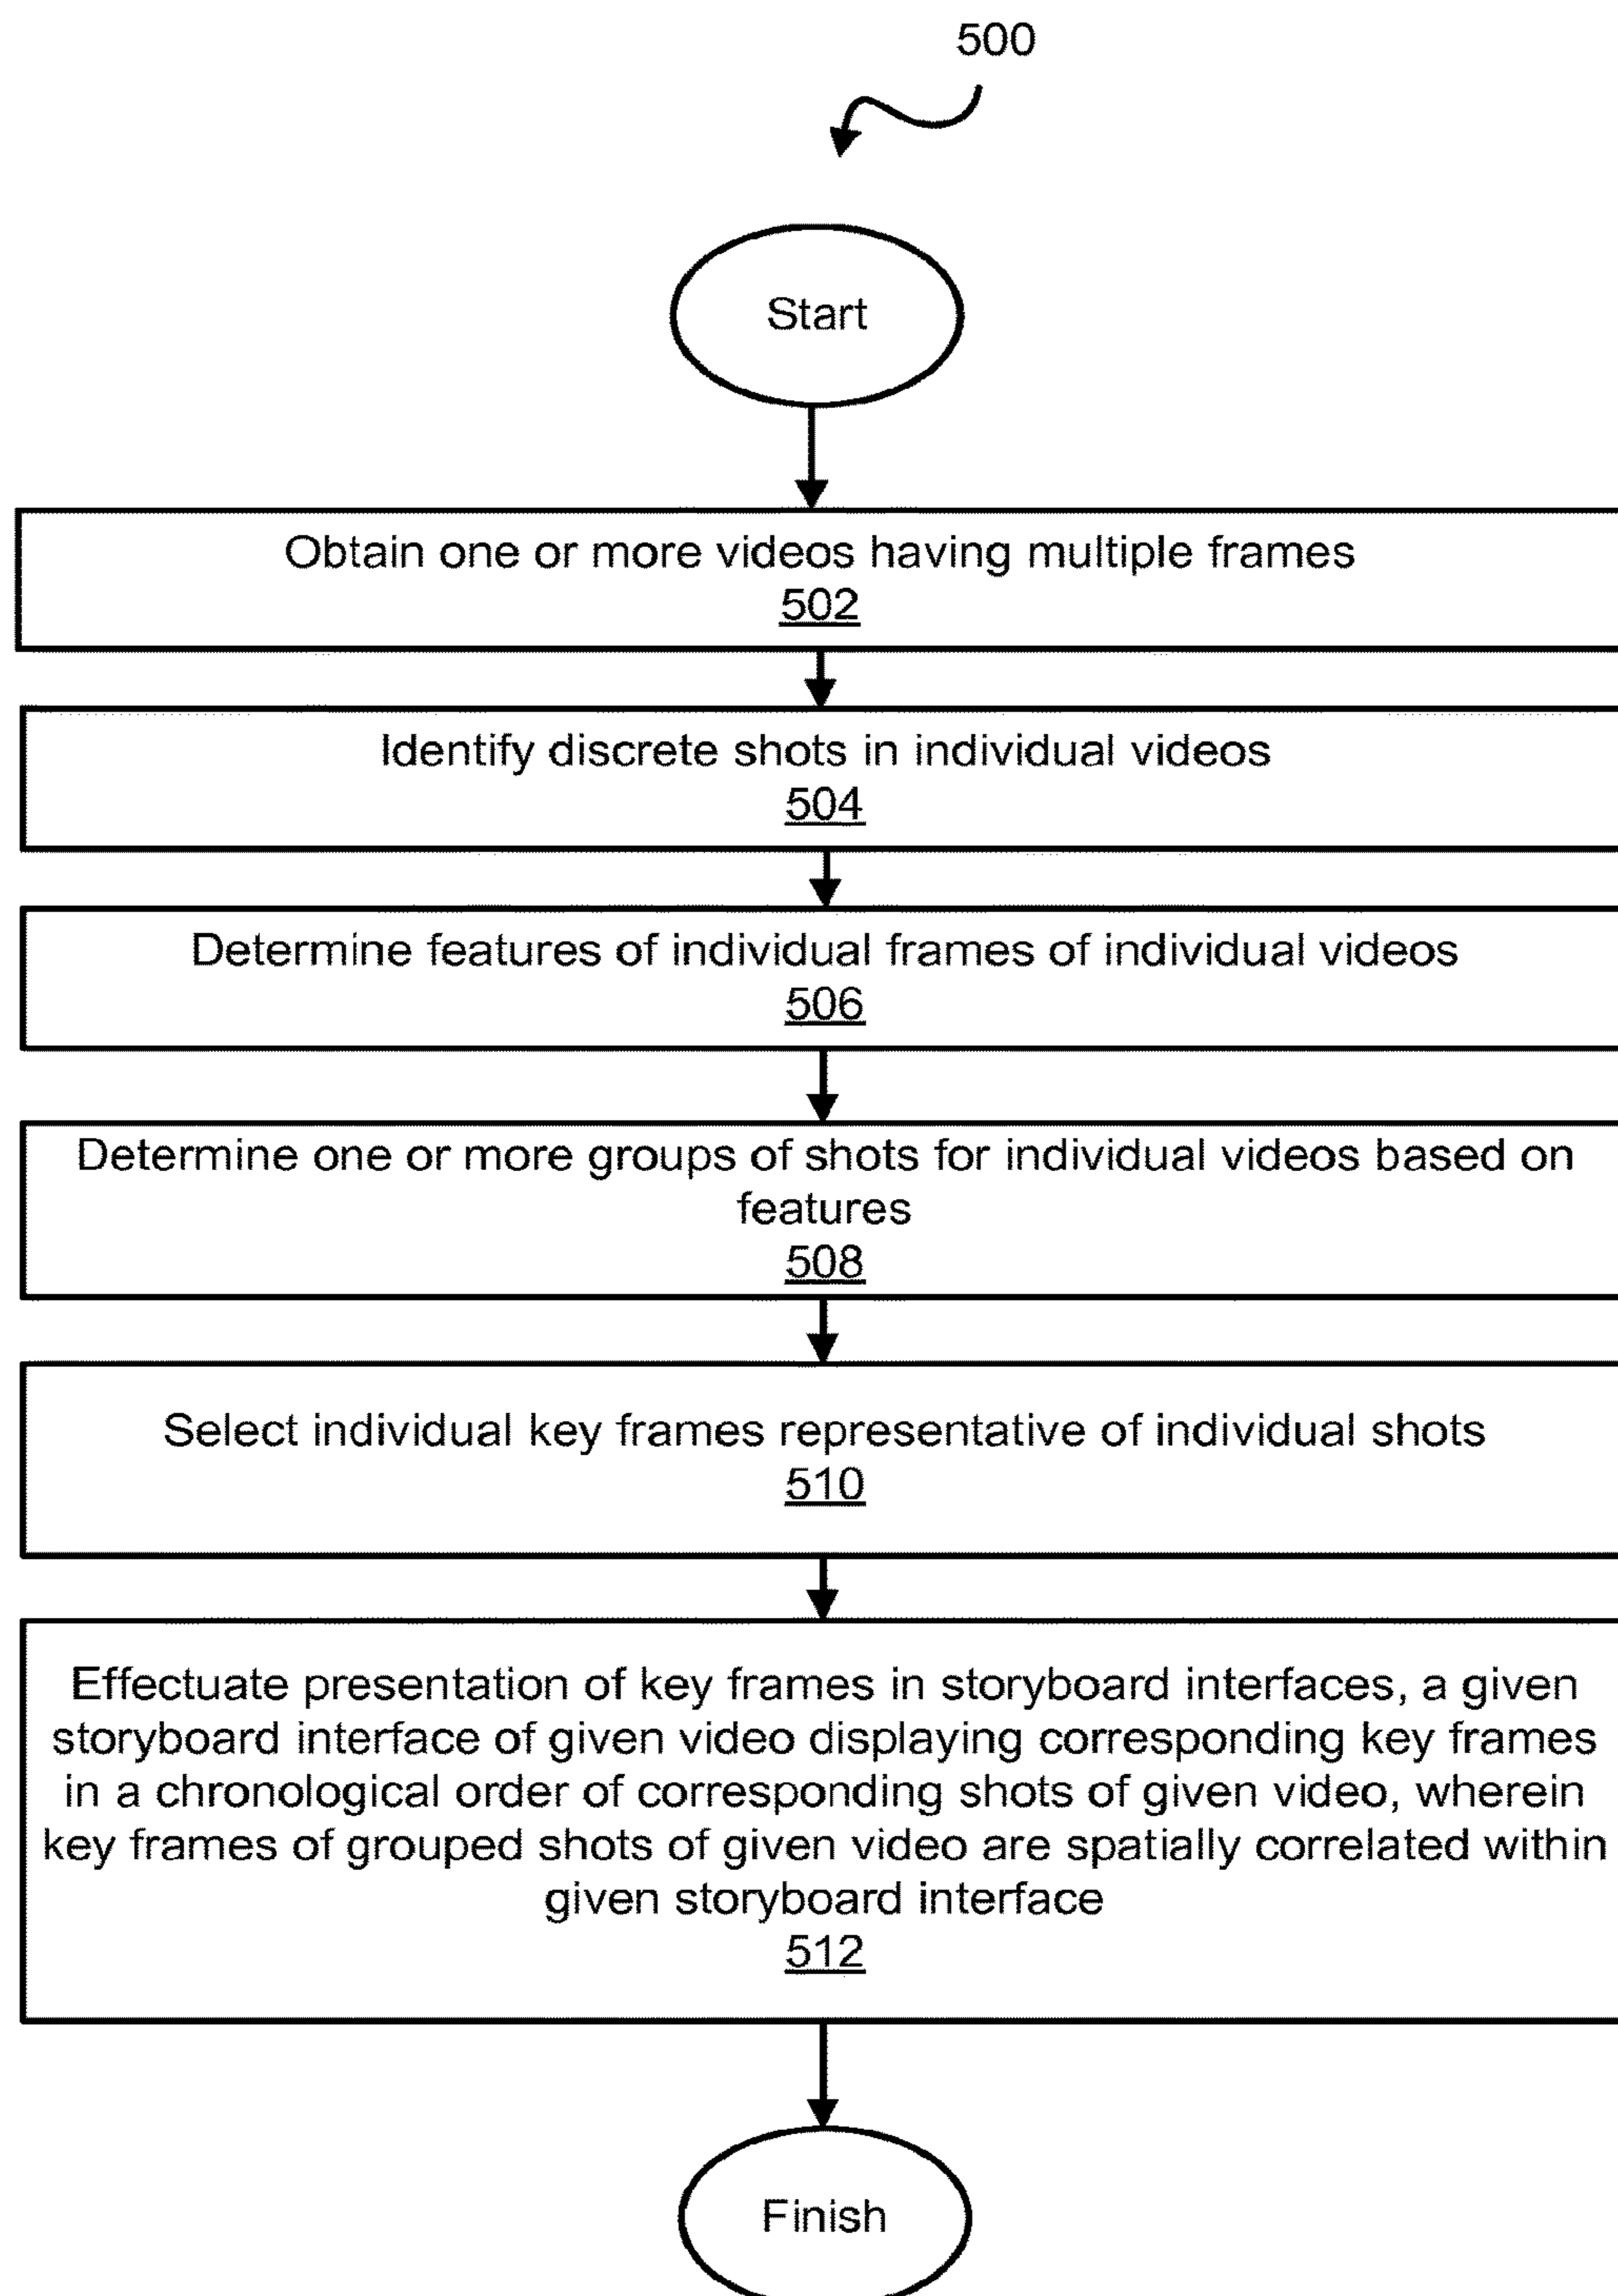 500
Start
Obtain one or more videos having multiple frames
502
Identify discrete shots in individual videos
504
Determine features of individual frames of individual videos
506
Determine one or more groups of shots for individual videos based on
features
508
Select individual key frames representative of individual shots
510
Effectuate presentation of key frames in storyboard interfaces, a given
storyboard interface of given video displaying corresponding key frames
in a chronological order of corresponding shots of given video, wherein
key frames of grouped shots of given video are spatially correlated within
given storyboard interface
512
Finish